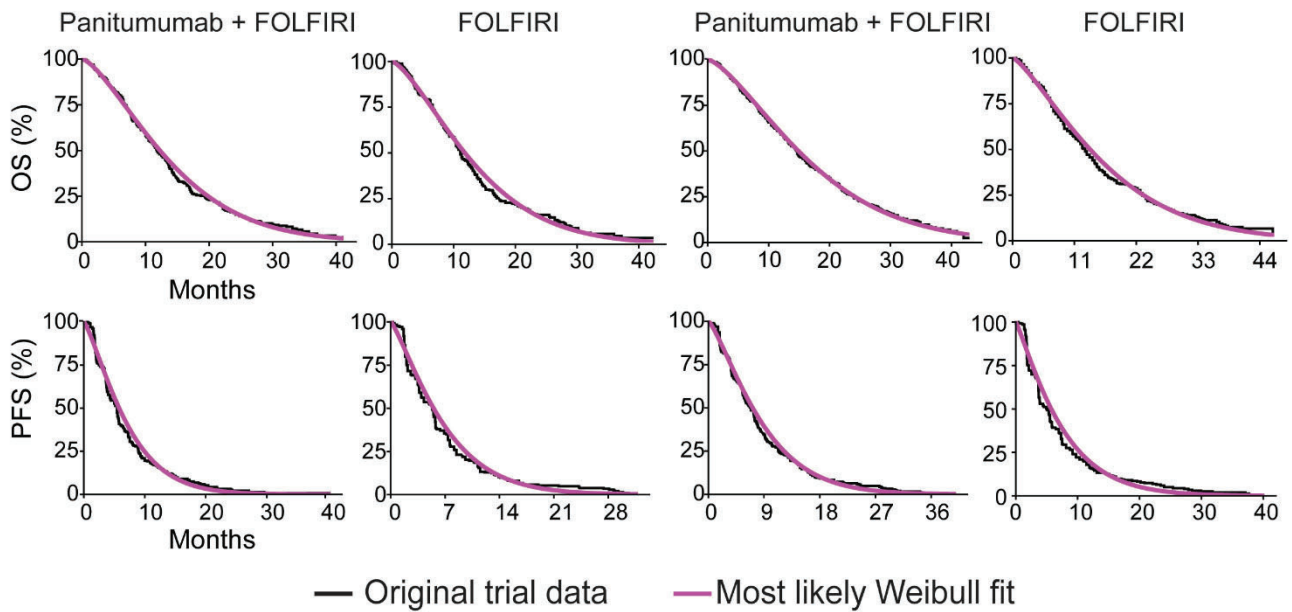 Panitumumab + FOLFIRI FOLFIRI Panitumumab + FOLFIRI FOLFIRI
OS (%)
100 75 50 25 0
0 10 20 30 40
Months
100 75 50 25 0
0 10 20 30 40
100 75 50 25 0
0 10 20 30 40
100 75 50 25 0
0 11 22 33 44
PFS (%)
100 75 50 25 0
0 10 20 30 40
Months
100 75 50 25 0
0 7 14 21 28
100 75 50 25 0
0 9 18 27 36
100 75 50 25 0
0 10 20 30 40
Original trial data Most likely Weibull fit